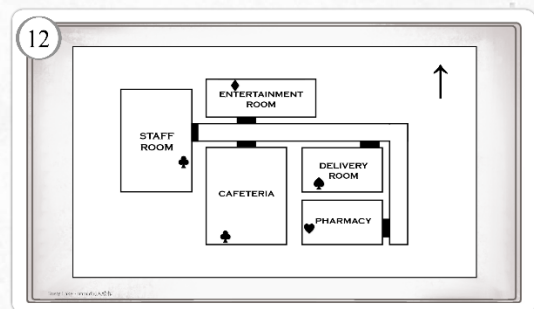 12
ENTERTAINMENT
ROOM
STAFF
ROOM
DELIVERY
ROOM
CAFETERIA
PHARMACY